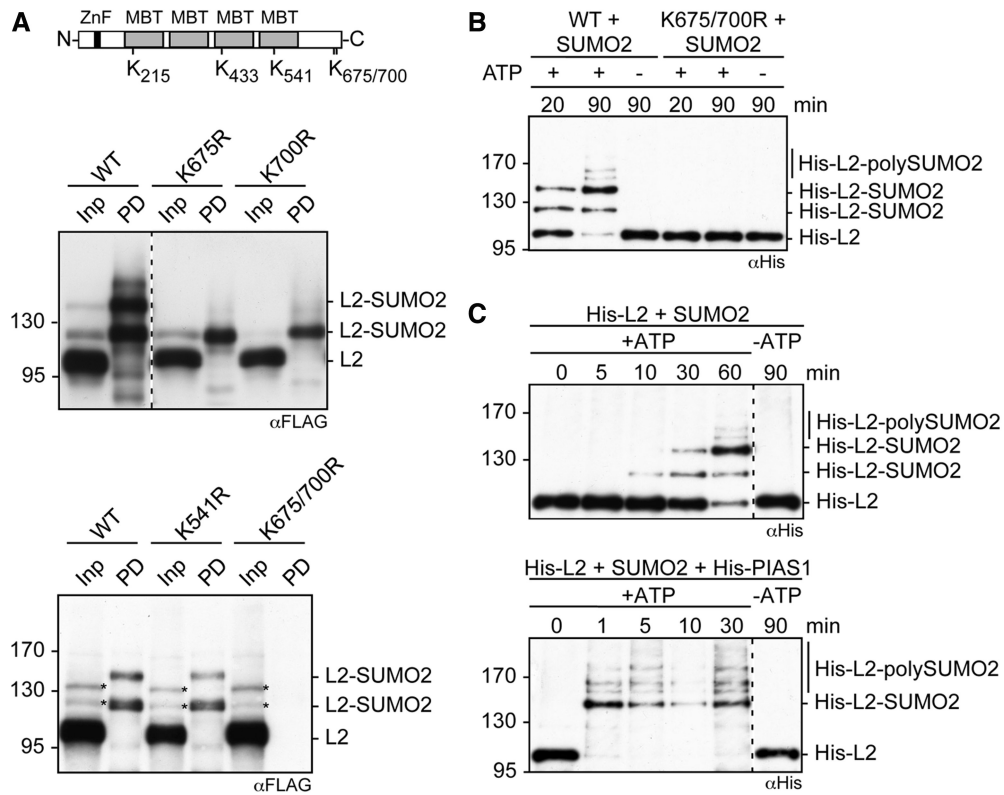 A
ZnF MBT MBT MBT MBT
N- -C
K215 K433 K541 K675/700
WT K675R K700R
Inp PD Inp PD Inp PD
130
95
L2-SUMO2
L2-SUMO2
L2
αFLAG
WT K541R K675/700R
Inp PD Inp PD Inp PD
170
130
95
* * *
* * *
L2-SUMO2
L2-SUMO2
L2
αFLAG
B
WT + SUMO2 K675/700R + SUMO2
ATP + + - + + -
20 90 90 20 90 90 min
170
130
95
His-L2-polySUMO2
His-L2-SUMO2
His-L2-SUMO2
His-L2
αHis
C
His-L2 + SUMO2
+ATP -ATP
0 5 10 30 60 90 min
170
130
His-L2-polySUMO2
His-L2-SUMO2
His-L2-SUMO2
His-L2
αHis
His-L2 + SUMO2 + His-PIAS1
+ATP -ATP
0 1 5 10 30 90 min
170
130
95
His-L2-polySUMO2
His-L2-SUMO2
His-L2
αHis